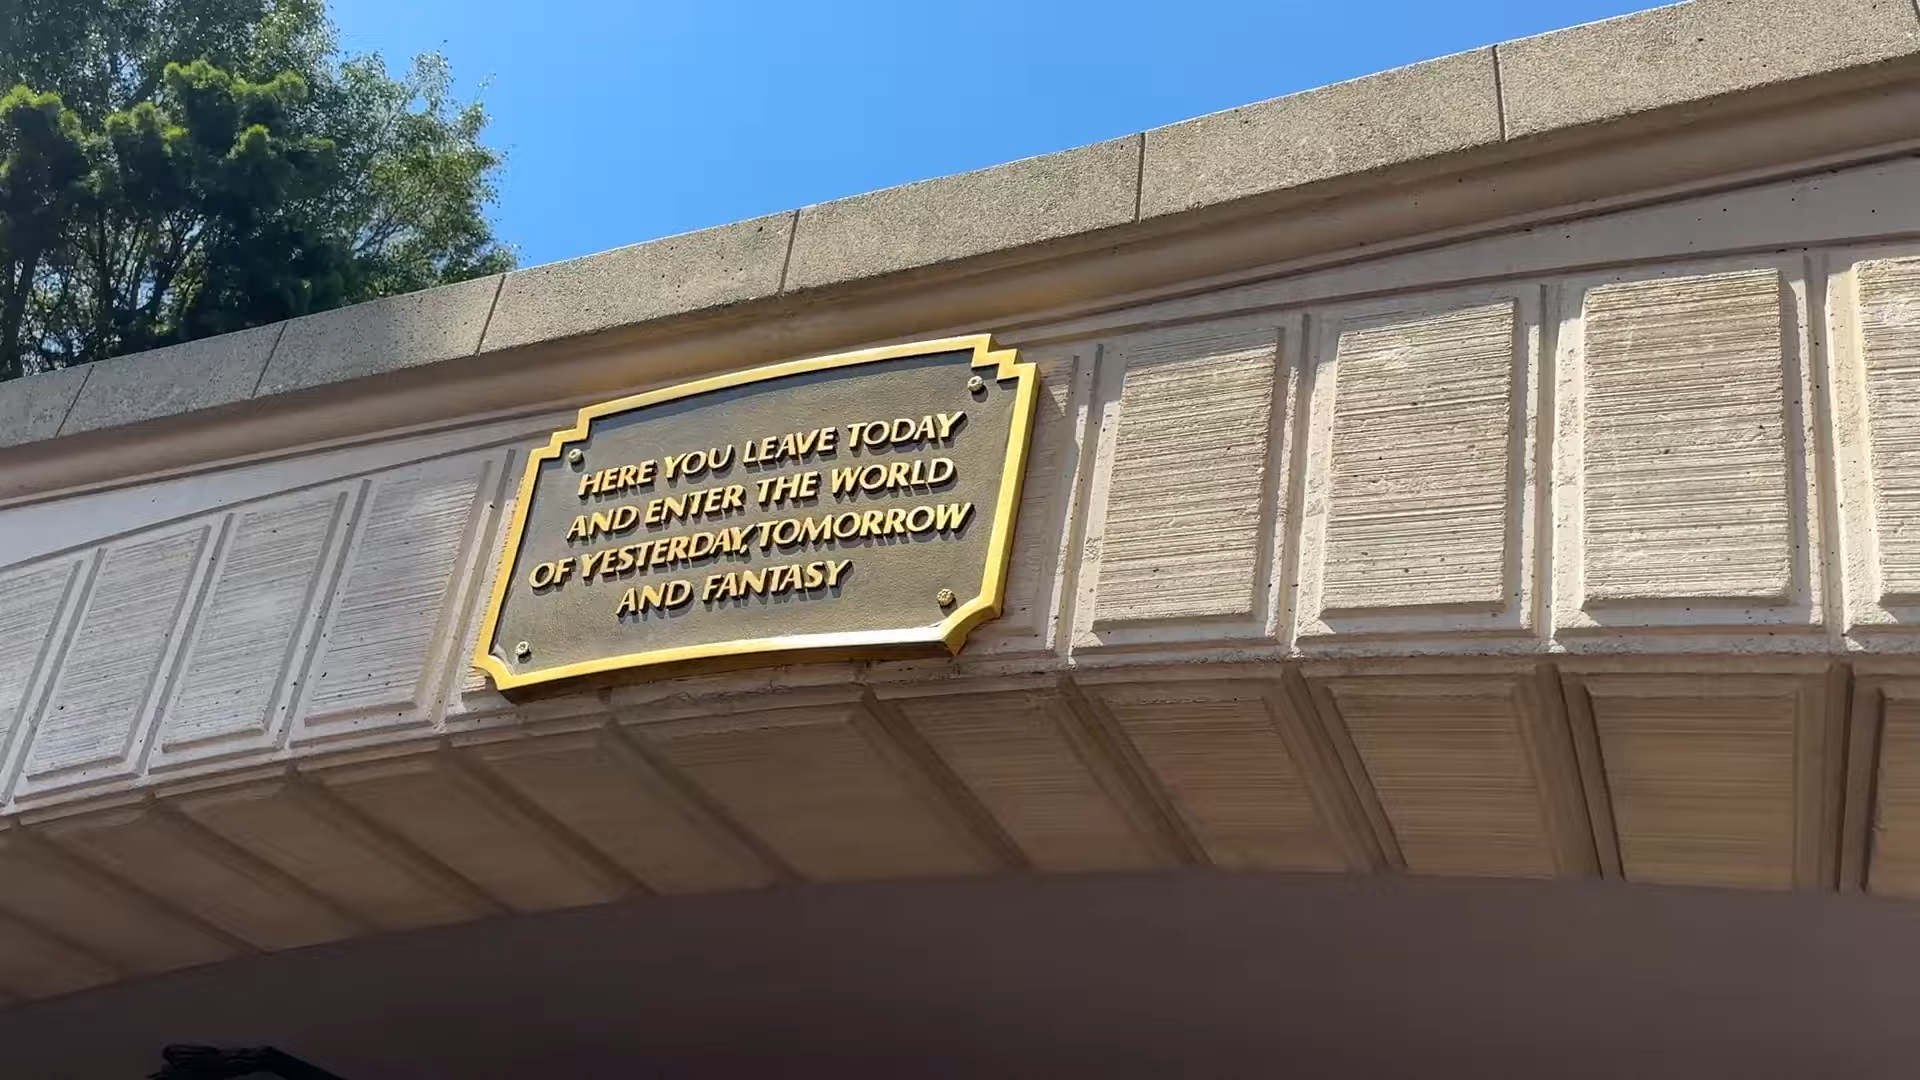 HERE YOU LEAVE TODAY
AND ENTER THE WORLD
OF YESTERDAY, TOMORROW
AND FANTASY